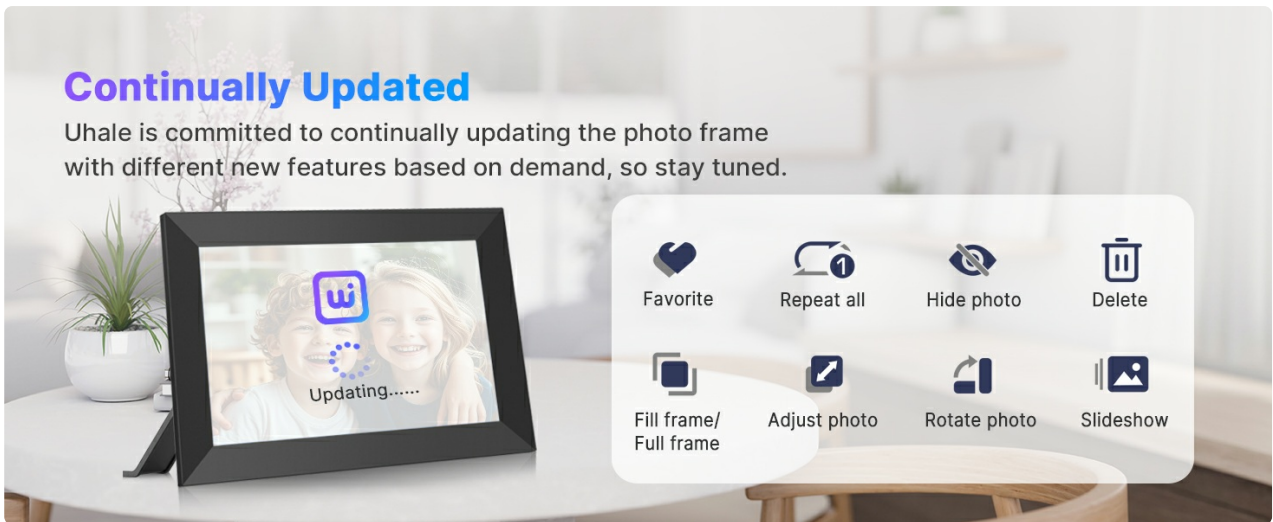 Continually Updated
Uhale is committed to continually updating the photo frame
with different new features based on demand, so stay tuned.
Updating......
Favorite
Repeat all
Hide photo
Delete
Fill frame/
Full frame
Adjust photo
Rotate photo
Slideshow
1